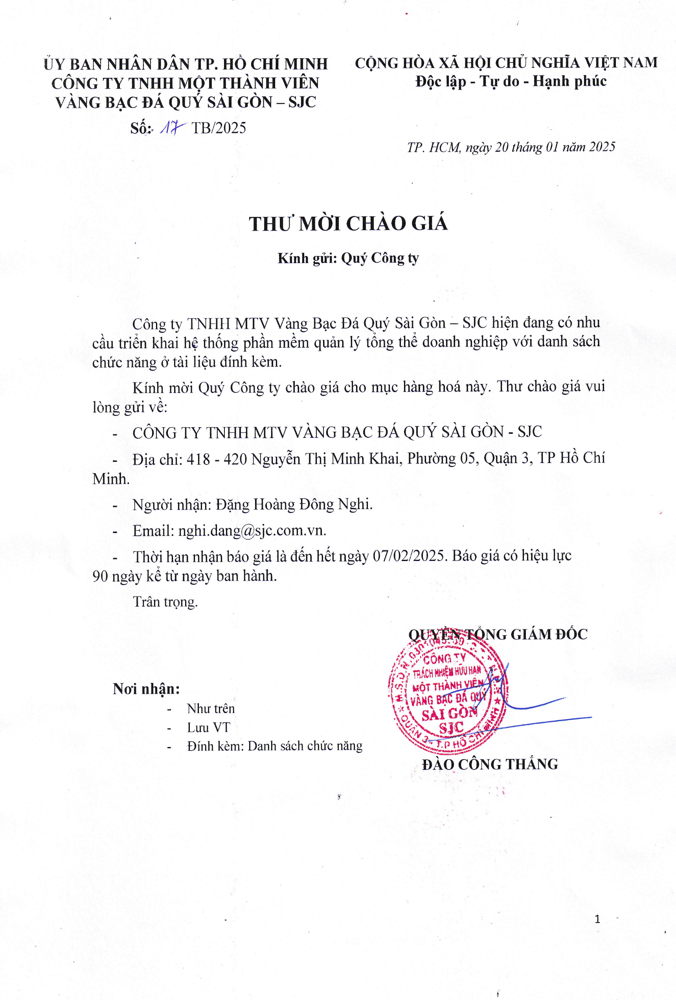 ỦY BAN NHÂN DÂN TP. HỒ CHÍ MINH
CÔNG TY TNHH MỘT THÀNH VIÊN
VÀNG BẠC ĐÁ QUÝ SÀI GÒN – SJC
Số: 17 TB/2025
CỘNG HÒA XÃ HỘI CHỦ NGHĨA VIỆT NAM
Độc lập - Tự do - Hạnh phúc
TP. HCM, ngày 20 tháng 01 năm 2025
THƯ MỜI CHÀO GIÁ
Kính gửi: Quý Công ty
Công ty TNHH MTV Vàng Bạc Đá Quý Sài Gòn – SJC hiện đang có nhu
cầu triển khai hệ thống phần mềm quản lý tổng thể doanh nghiệp với danh sách
chức năng ở tài liệu đính kèm.
Kính mời Quý Công ty chào giá cho mục hàng hoá này. Thư chào giá vui
lòng gửi về:
- CÔNG TY TNHH MTV VÀNG BẠC ĐÁ QUÝ SÀI GÒN - SJC
- Địa chỉ: 418 - 420 Nguyễn Thị Minh Khai, Phường 05, Quận 3, TP Hồ Chí
Minh.
- Người nhận: Đặng Hoàng Đông Nghi.
- Email: nghi.dang@sjc.com.vn.
- Thời hạn nhận báo giá là đến hết ngày 07/02/2025. Báo giá có hiệu lực
90 ngày kể từ ngày ban hành.
Trân trọng.
QUYỀN TỔNG GIÁM ĐỐC
CÔNG TY
TRÁCH NHIỆM HỮU HẠN
MỘT THÀNH VIÊN
VÀNG BẠC ĐÁ QUÝ
SÀI GÒN
SJC
QUẬN 3 - T.P HỒ CHÍ MINH
ĐÀO CÔNG THẮNG
Nơi nhận:
- Như trên
- Lưu VT
- Đính kèm: Danh sách chức năng
1